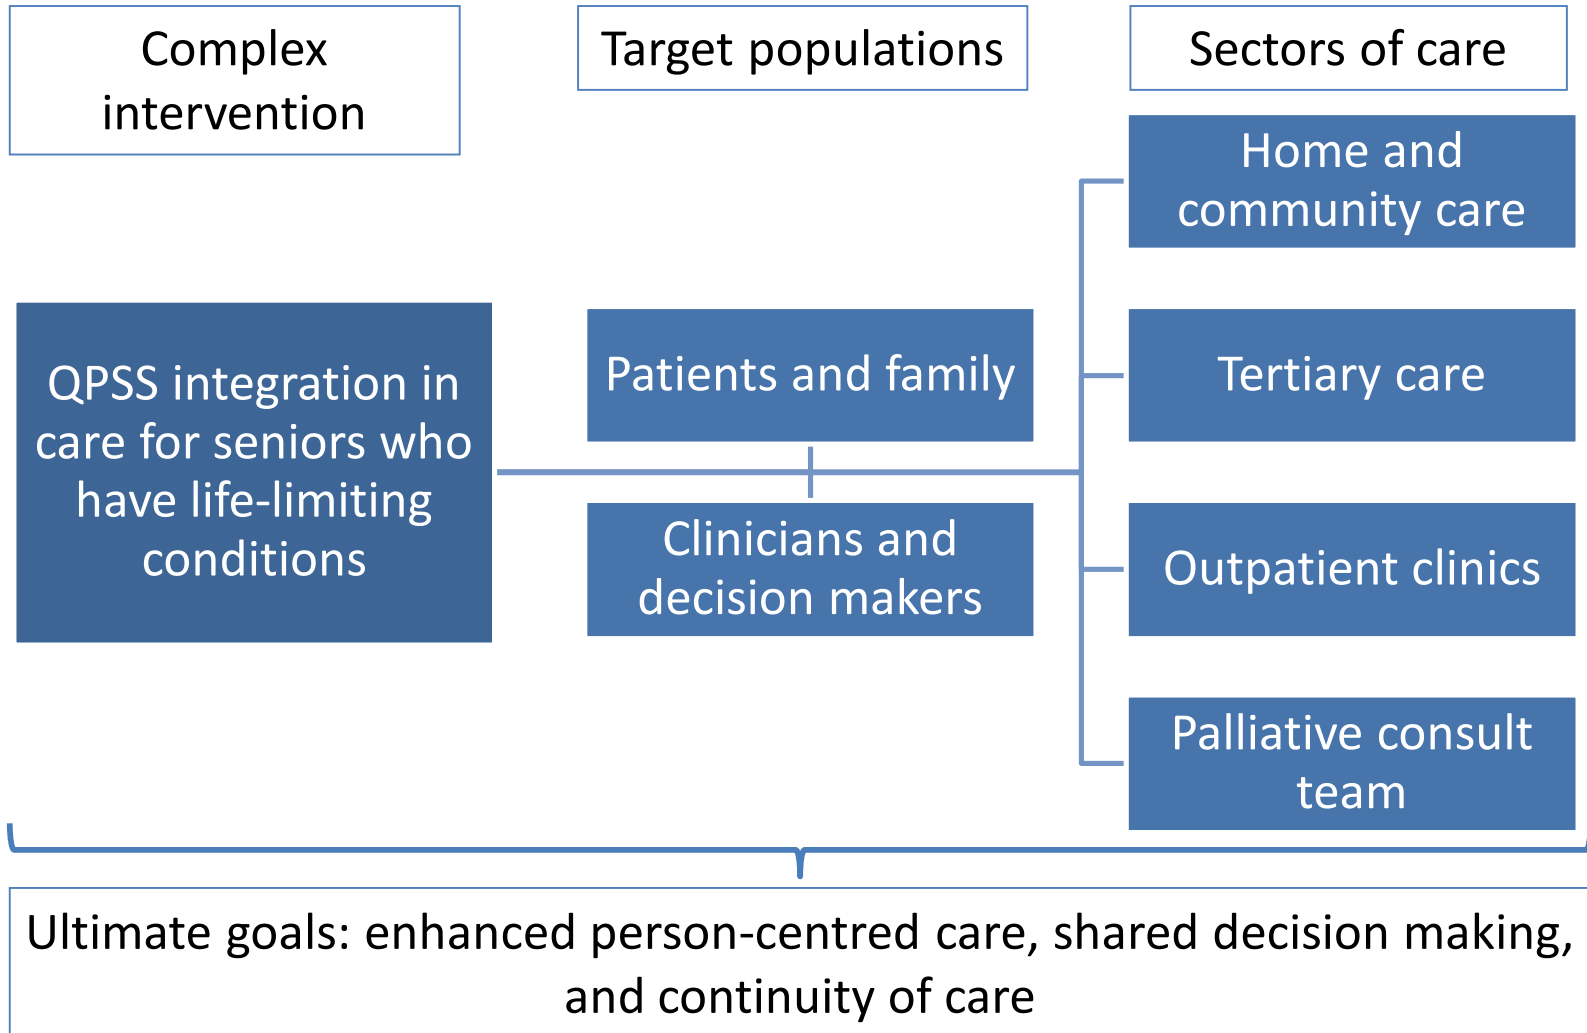 Complex
intervention
Target populations
Sectors of care
Home and
community care
QPSS integration in
care for seniors who
have life-limiting
conditions
Patients and family
Clinicians and
decision makers
Tertiary care
Outpatient clinics
Palliative consult
team
Ultimate goals: enhanced person-centred care, shared decision making,
and continuity of care